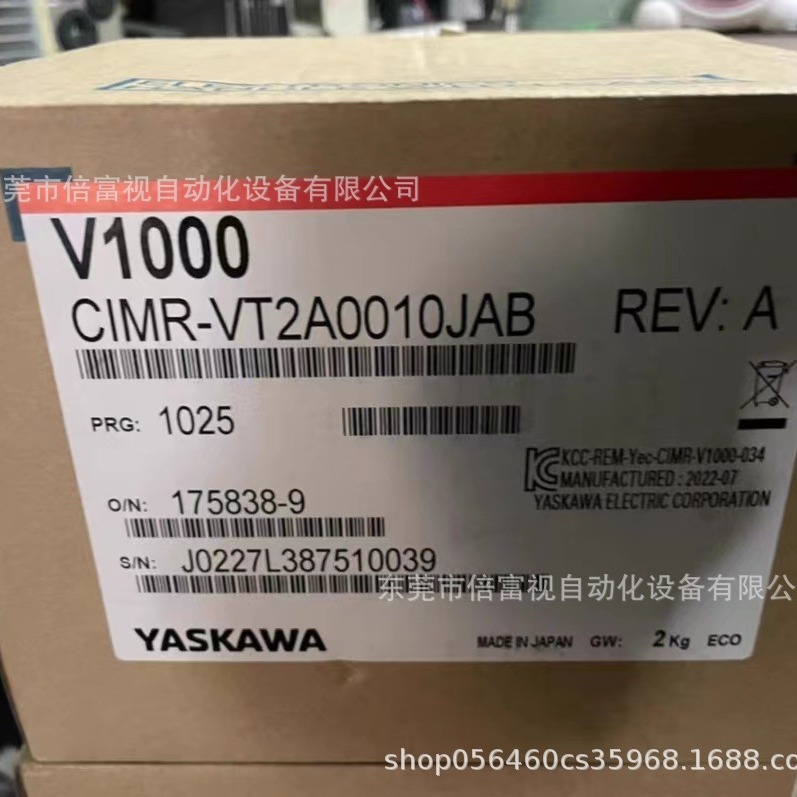 莞市倍富视自动化设备有限公司
V1000
CIMR-VT2A0010JAB REV: A
PRG: 1025
KCC-REM-Yec-CIMR-V1000-034
MANUFACTURED : 2022-07
YASKAWA ELECTRIC CORPORATION
O/N: 175838-9
S/N: J0227L387510039
东莞市倍富视自动化设备有限公司
YASKAWA MADE IN JAPAN GW: 2 Kg ECO
shop056460cs35968.1688.co